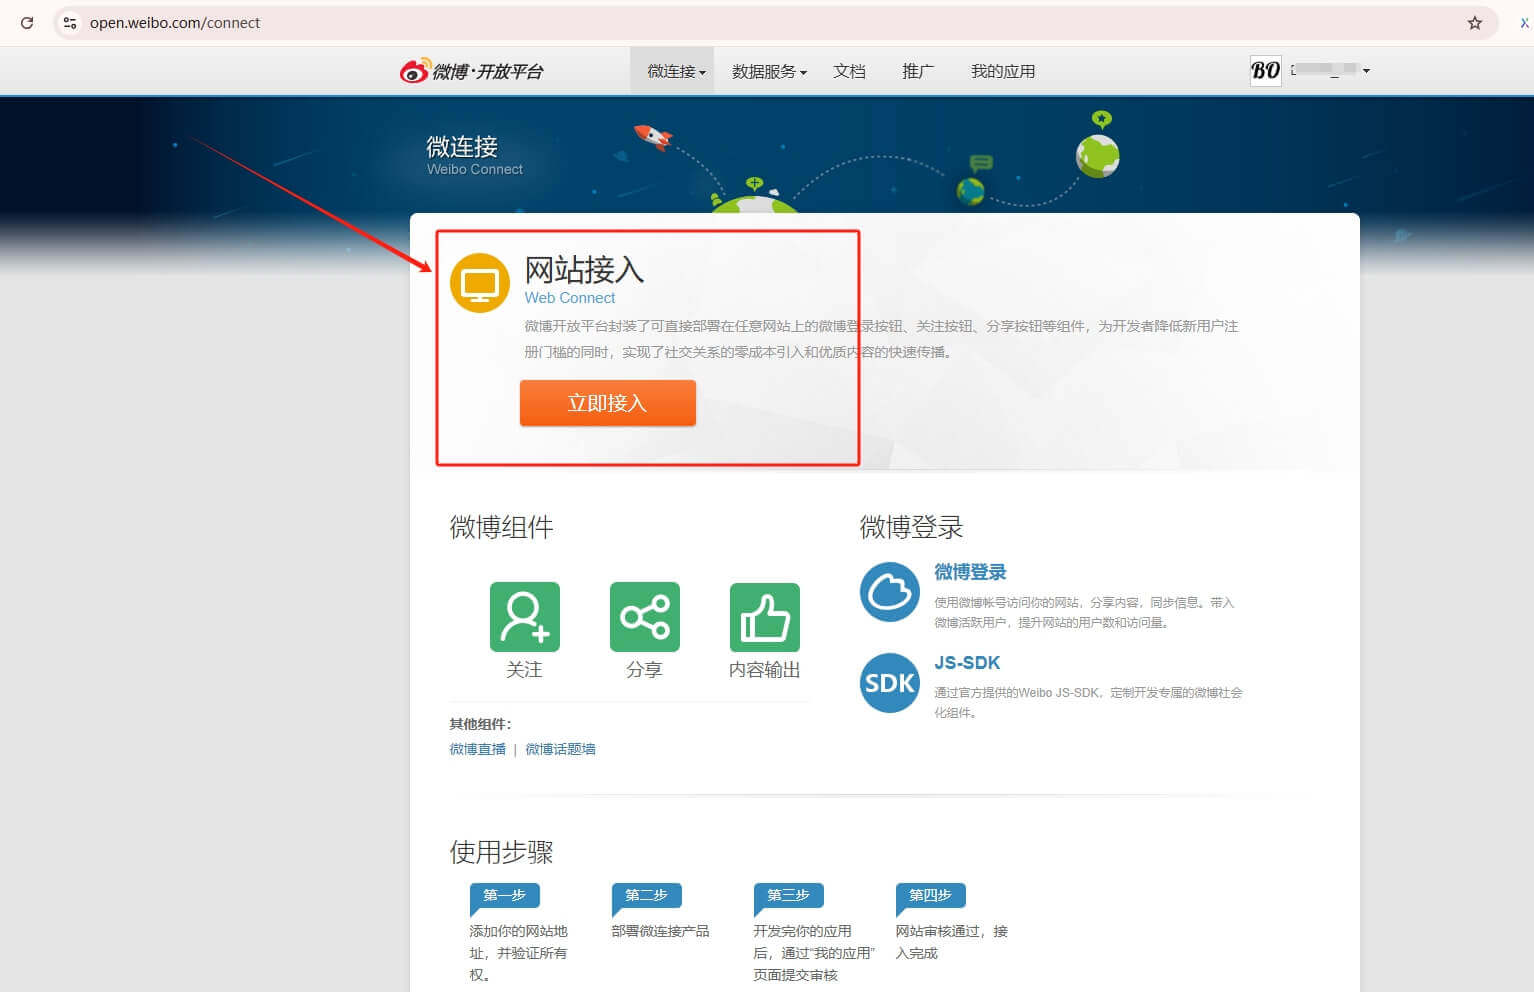 open.weibo.com/connect
微博·开放平台
微连接
数据服务
文档
推广
我的应用
BO
微连接
Weibo Connect
网站接入
Web Connect
微博开放平台封装了可直接部署在任意网站上的微博登录按钮、关注按钮、分享按钮等组件，为开发者降低新用户注
册门槛的同时，实现了社交关系的零成本引入和优质内容的快速传播。
立即接入
微博组件
关注
分享
内容输出
其他组件：
微博直播 | 微博话题墙
微博登录
微博登录
使用微博帐号访问你的网站，分享内容，同步信息。带入
微博活跃用户，提升网站的用户数和访问量。
SDK
JS-SDK
通过官方提供的Weibo JS-SDK，定制开发专属的微博社会
化组件。
使用步骤
第一步
添加你的网站地
址，并验证所有
权。
第二步
部署微连接产品
第三步
开发完你的应用
后，通过“我的应用”
页面提交审核
第四步
网站审核通过，接
入完成